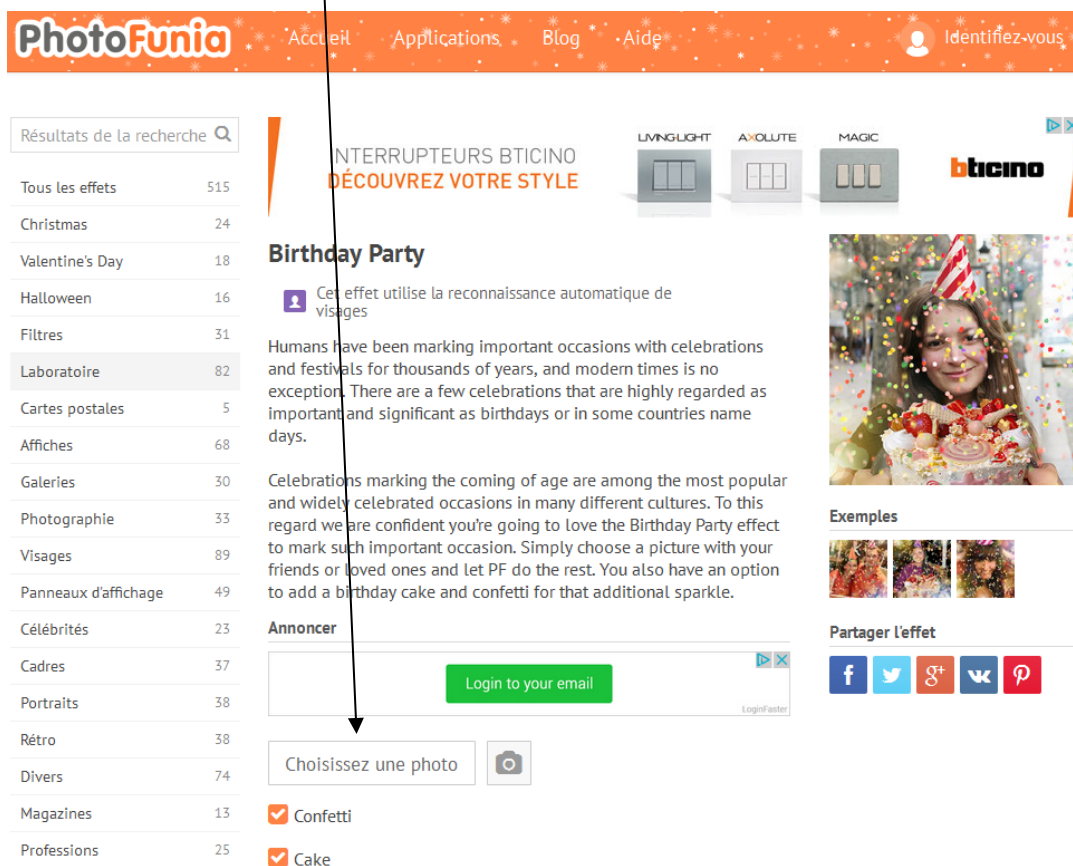 PhotoFunia
Accueil Applications Blog Aide Identifiez-vous
Résultats de la recherche
Tous les effets 515
Christmas 24
Valentine's Day 18
Halloween 16
Filtres 31
Laboratoire 82
Cartes postales 5
Affiches 68
Galeries 30
Photographie 33
Visages 89
Panneaux d'affichage 49
Célébrités 23
Cadres 37
Portraits 38
Rétro 38
Divers 74
Magazines 13
Professions 25
INTERRUPTEURS BTICINO
DÉCOUVREZ VOTRE STYLE
LIVINGLIGHT AXOLUTE MAGIC
bticino
Birthday Party
Cet effet utilise la reconnaissance automatique de
visages
Humans have been marking important occasions with celebrations
and festivals for thousands of years, and modern times is no
exception. There are a few celebrations that are highly regarded as
important and significant as birthdays or in some countries name
days.
Celebrations marking the coming of age are among the most popular
and widely celebrated occasions in many different cultures. To this
regard we are confident you're going to love the Birthday Party effect
to mark such important occasion. Simply choose a picture with your
friends or loved ones and let PF do the rest. You also have an option
to add a birthday cake and confetti for that additional sparkle.
Annoncer
Login to your email
LoginFaster
Choisissez une photo
Confetti
Cake
Exemples
Partager l'effet